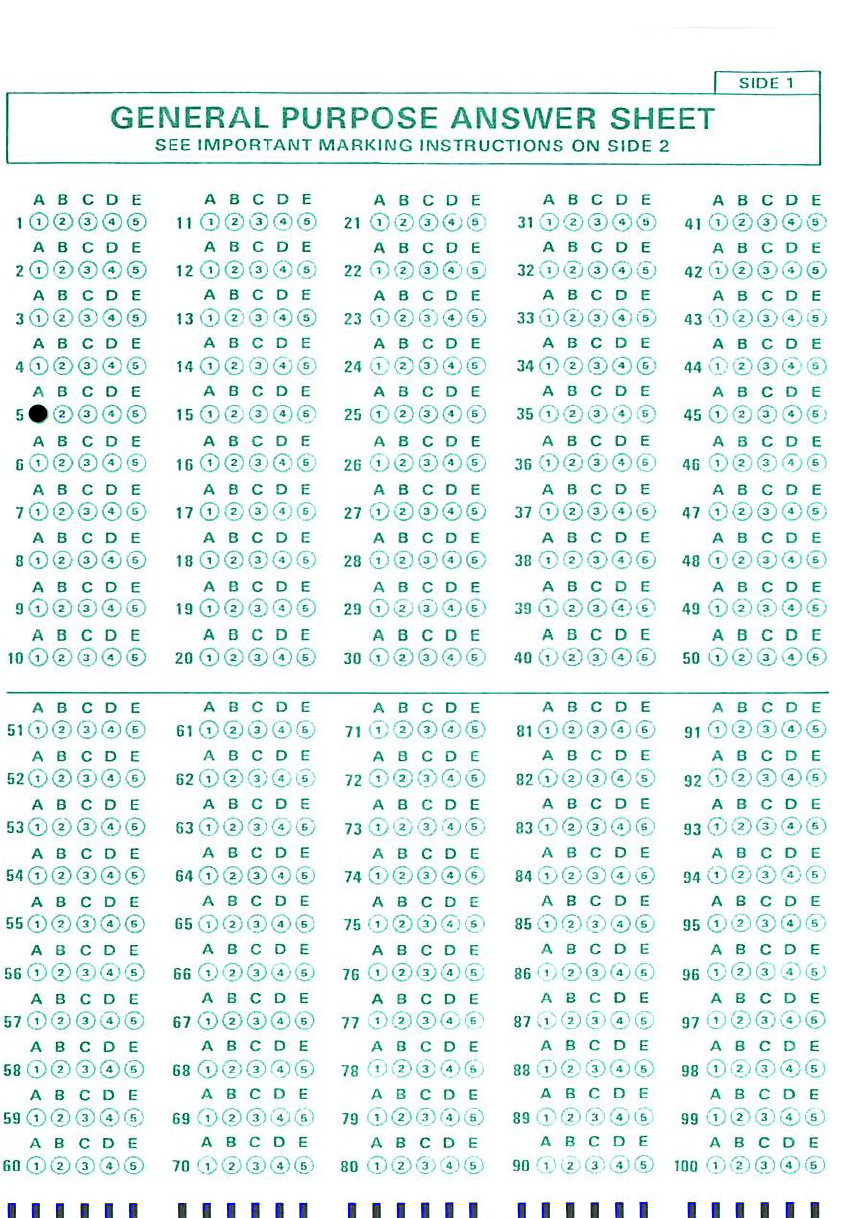 SIDE 1
GENERAL PURPOSE ANSWER SHEET
SEE IMPORTANT MARKING INSTRUCTIONS ON SIDE 2
A B C D E A B C D E A B C D E A B C D E A B C D E
1 1 2 3 4 5 11 1 2 3 4 5 21 1 2 3 4 5 31 1 2 3 4 5 41 1 2 3 4 5
A B C D E A B C D E A B C D E A B C D E A B C D E
2 1 2 3 4 5 12 1 2 3 4 5 22 1 2 3 4 5 32 1 2 3 4 5 42 1 2 3 4 5
A B C D E A B C D E A B C D E A B C D E A B C D E
3 1 2 3 4 5 13 1 2 3 4 5 23 1 2 3 4 5 33 1 2 3 4 5 43 1 2 3 4 5
A B C D E A B C D E A B C D E A B C D E A B C D E
4 1 2 3 4 5 14 1 2 3 4 5 24 1 2 3 4 5 34 1 2 3 4 5 44 1 2 3 4 5
A B C D E A B C D E A B C D E A B C D E A B C D E
5 2 3 4 5 15 1 2 3 4 5 25 1 2 3 4 5 35 1 2 3 4 5 45 1 2 3 4 5
A B C D E A B C D E A B C D E A B C D E A B C D E
6 1 2 3 4 5 16 1 2 3 4 5 26 1 2 3 4 5 36 1 2 3 4 5 46 1 2 3 4 5
A B C D E A B C D E A B C D E A B C D E A B C D E
7 1 2 3 4 5 17 1 2 3 4 5 27 1 2 3 4 5 37 1 2 3 4 5 47 1 2 3 4 5
A B C D E A B C D E A B C D E A B C D E A B C D E
8 1 2 3 4 5 18 1 2 3 4 5 28 1 2 3 4 5 38 1 2 3 4 5 48 1 2 3 4 5
A B C D E A B C D E A B C D E A B C D E A B C D E
9 1 2 3 4 5 19 1 2 3 4 5 29 1 2 3 4 5 39 1 2 3 4 5 49 1 2 3 4 5
A B C D E A B C D E A B C D E A B C D E A B C D E
10 1 2 3 4 5 20 1 2 3 4 5 30 1 2 3 4 5 40 1 2 3 4 5 50 1 2 3 4 5
A B C D E A B C D E A B C D E A B C D E A B C D E
51 1 2 3 4 5 61 1 2 3 4 5 71 1 2 3 4 5 81 1 2 3 4 5 91 1 2 3 4 5
A B C D E A B C D E A B C D E A B C D E A B C D E
52 1 2 3 4 5 62 1 2 3 4 5 72 1 2 3 4 5 82 1 2 3 4 5 92 1 2 3 4 5
A B C D E A B C D E A B C D E A B C D E A B C D E
53 1 2 3 4 5 63 1 2 3 4 5 73 1 2 3 4 5 83 1 2 3 4 5 93 1 2 3 4 5
A B C D E A B C D E A B C D E A B C D E A B C D E
54 1 2 3 4 5 64 1 2 3 4 5 74 1 2 3 4 5 84 1 2 3 4 5 94 1 2 3 4 5
A B C D E A B C D E A B C D E A B C D E A B C D E
55 1 2 3 4 5 65 1 2 3 4 5 75 1 2 3 4 5 85 1 2 3 4 5 95 1 2 3 4 5
A B C D E A B C D E A B C D E A B C D E A B C D E
56 1 2 3 4 5 66 1 2 3 4 5 76 1 2 3 4 5 86 1 2 3 4 5 96 1 2 3 4 5
A B C D E A B C D E A B C D E A B C D E A B C D E
57 1 2 3 4 5 67 1 2 3 4 5 77 1 2 3 4 5 87 1 2 3 4 5 97 1 2 3 4 5
A B C D E A B C D E A B C D E A B C D E A B C D E
58 1 2 3 4 5 68 1 2 3 4 5 78 1 2 3 4 5 88 1 2 3 4 5 98 1 2 3 4 5
A B C D E A B C D E A B C D E A B C D E A B C D E
59 1 2 3 4 5 69 1 2 3 4 5 79 1 2 3 4 5 89 1 2 3 4 5 99 1 2 3 4 5
A B C D E A B C D E A B C D E A B C D E A B C D E
60 1 2 3 4 5 70 1 2 3 4 5 80 1 2 3 4 5 90 1 2 3 4 5 100 1 2 3 4 5